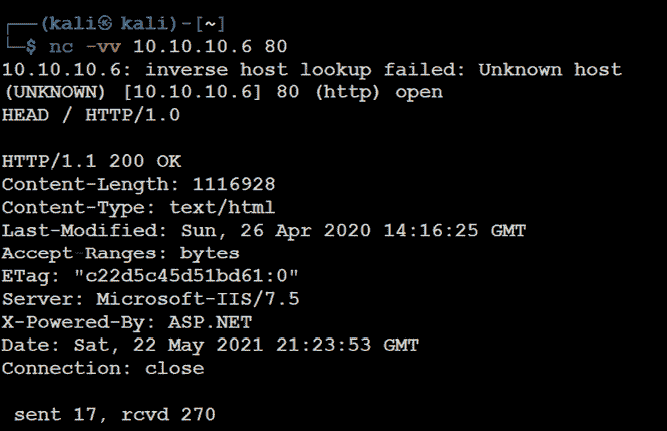 ┌──(kali㉿ kali)-[~]
└─$ nc -vv 10.10.10.6 80
10.10.10.6: inverse host lookup failed: Unknown host
(UNKNOWN) [10.10.10.6] 80 (http) open
HEAD / HTTP/1.0

HTTP/1.1 200 OK
Content-Length: 1116928
Content-Type: text/html
Last-Modified: Sun, 26 Apr 2020 14:16:25 GMT
Accept-Ranges: bytes
ETag: "c22d5c45d51bd61:0"
Server: Microsoft-IIS/7.5
X-Powered-By: ASP.NET
Date: Sat, 22 May 2021 21:23:53 GMT
Connection: close

 sent 17, rcvd 270